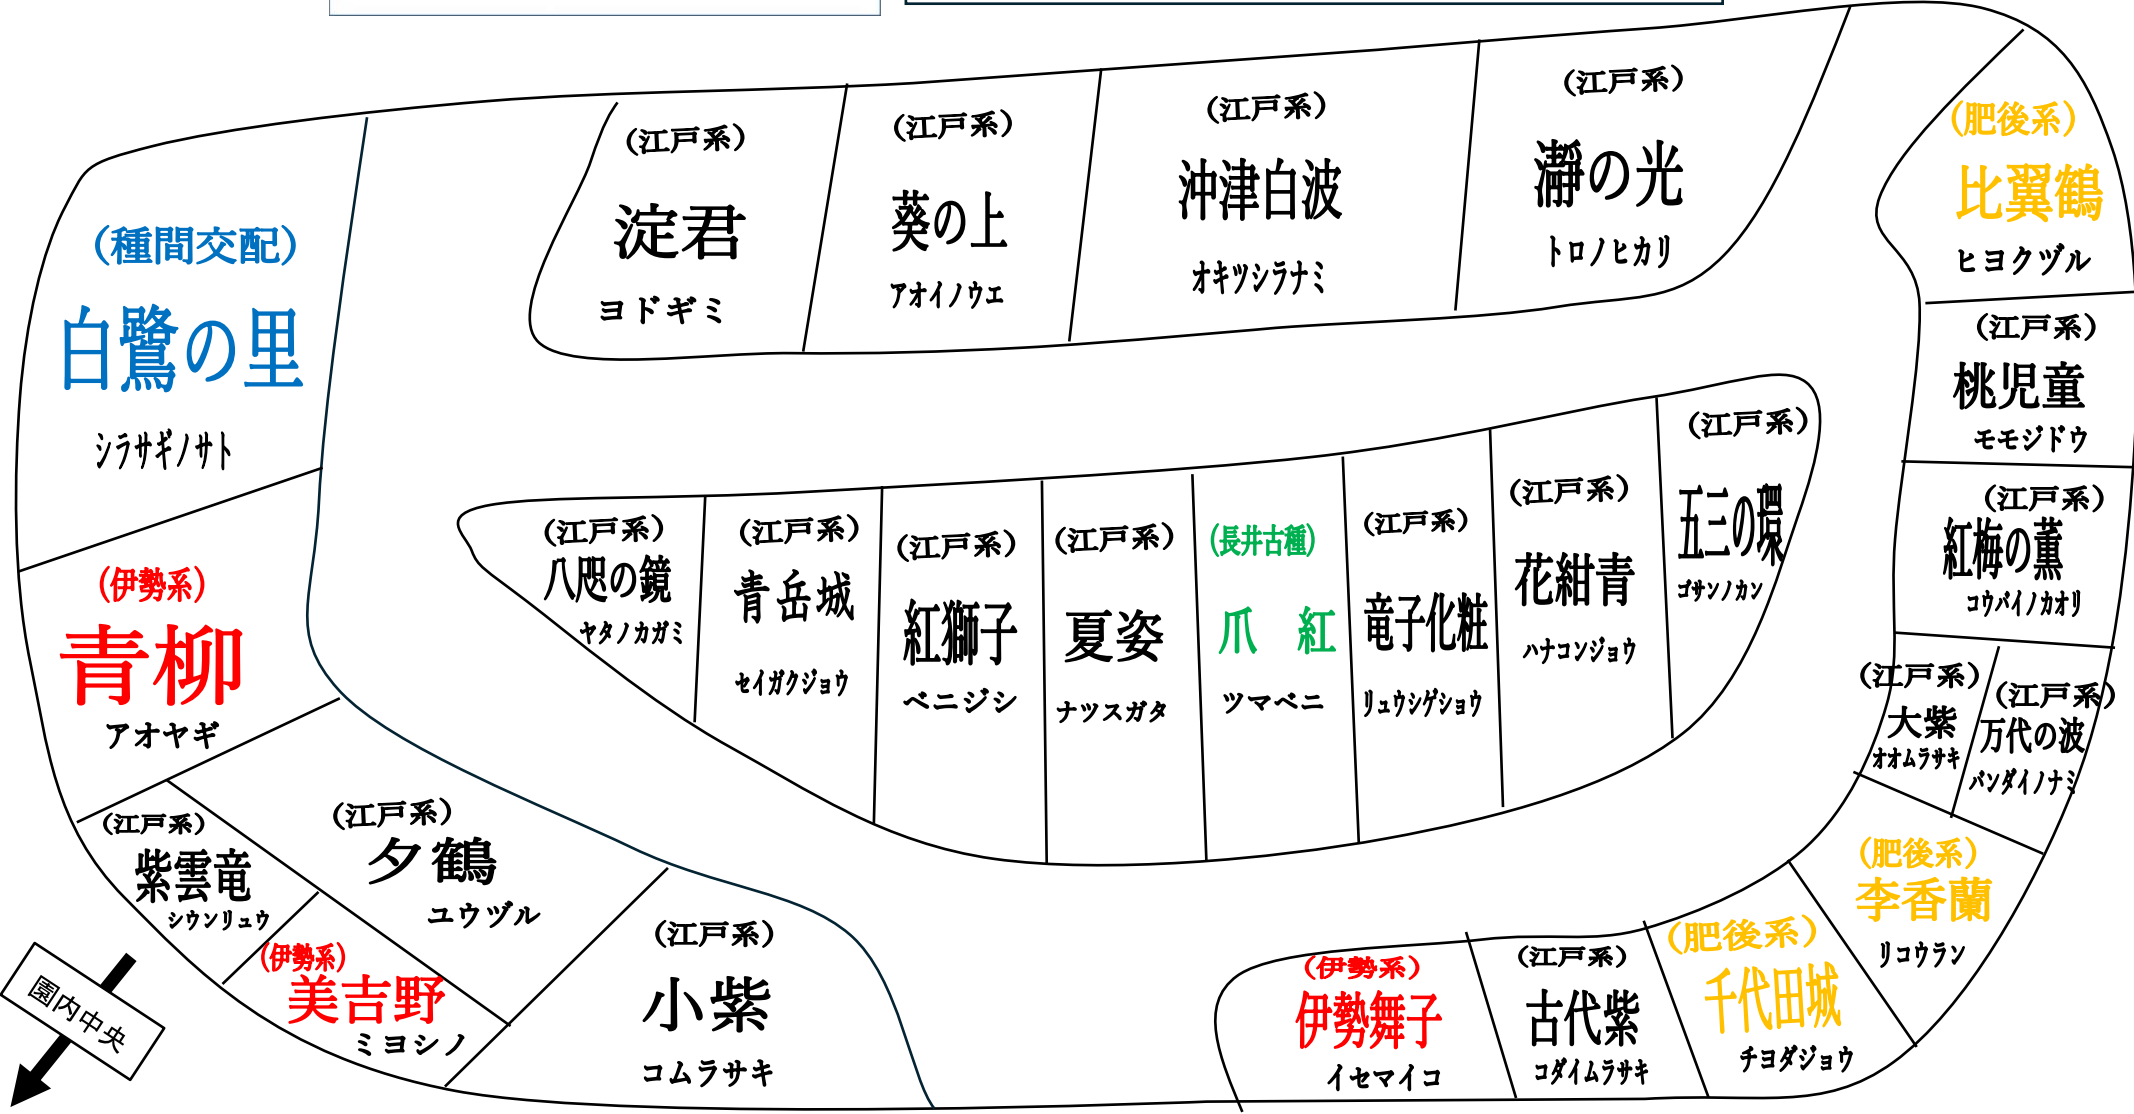 (江戸系)
淀君
ヨドギミ
(江戸系)
葵の上
アオイノウエ
(江戸系)
沖津白波
オキツシラナミ
(江戸系)
瀞の光
トロノヒカリ
(肥後系)
比翼鶴
ヒヨクヅル
(江戸系)
桃児童
モモジドウ
(江戸系)
紅梅の薫
コウバイノカオリ
(江戸系)
大紫
オオムラサキ
(江戸系)
万代の波
バンダイノナミ
(肥後系)
李香蘭
リコウラン
(肥後系)
千代田城
チヨダジョウ
(江戸系)
古代紫
コダイムラサキ
(伊勢系)
伊勢舞子
イセマイコ
(種間交配)
白鷺の里
シラサギノサト
(伊勢系)
青柳
アオヤギ
(江戸系)
紫雲竜
シウンリュウ
(江戸系)
夕鶴
ユウヅル
(伊勢系)
美吉野
ミヨシノ
(江戸系)
小紫
コムラサキ
(江戸系)
八咫の鏡
ヤタノカガミ
(江戸系)
青岳城
セイガクジョウ
(江戸系)
紅獅子
ベニジシ
(江戸系)
夏姿
ナツスガタ
(長井古種)
爪　紅
ツマベニ
(江戸系)
竜子化粧
リュウシゲショウ
(江戸系)
花紺青
ハナコンジョウ
(江戸系)
五三の環
ゴサンノカン
園内中央